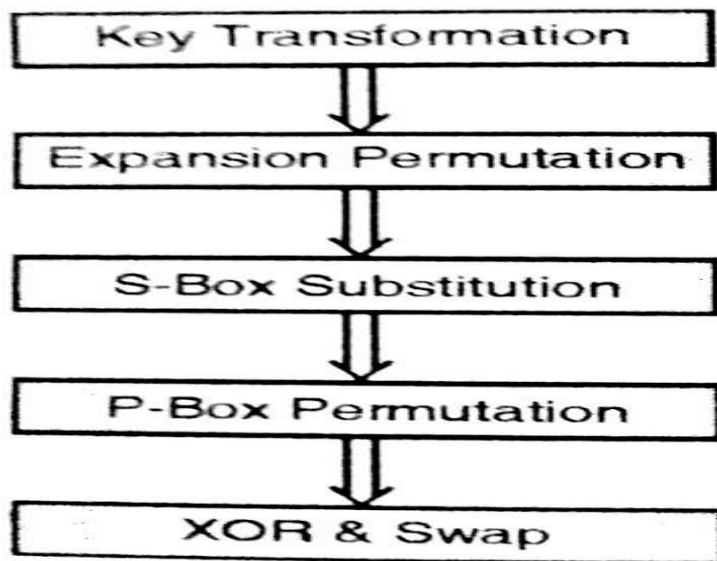 Key Transformation
Expansion Permutation
S-Box Substitution
P-Box Permutation
XOR & Swap